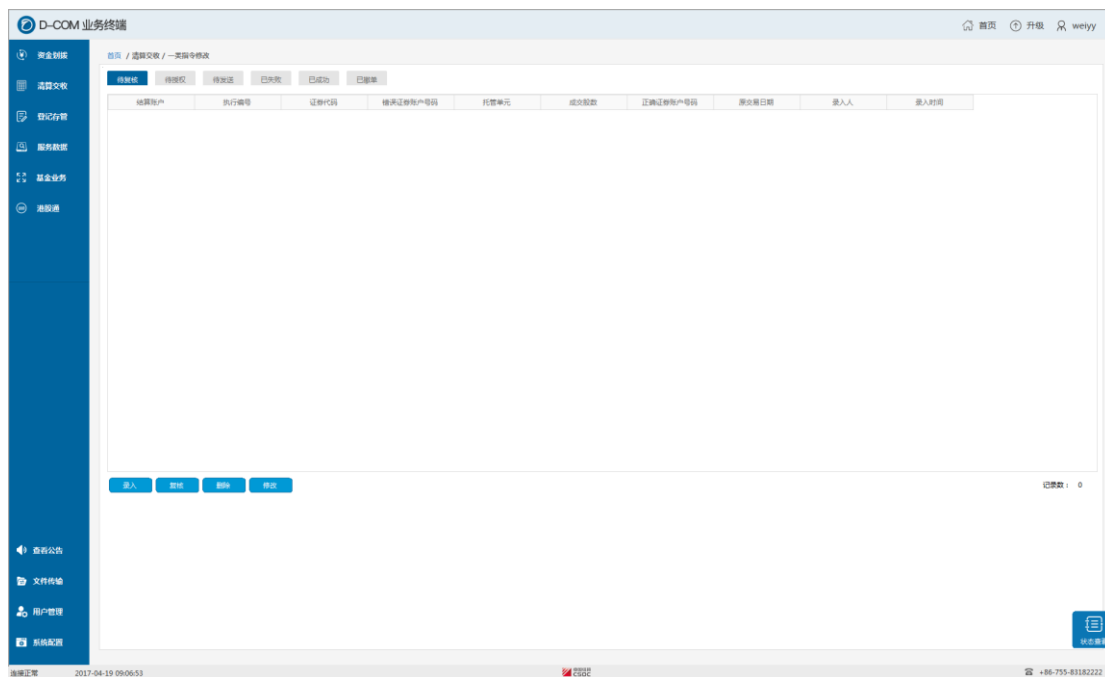 D-COM 业务终端
首页 升级 weiyy
资金划拨
首页 / 清算交收 / 一类指令修改
清算交收
待复核 待授权 待发送 已失败 已成功 已撤单
结算账户 执行编号 证券代码 错误证券账户号码 托管单元 成交股数 正确证券账户号码 原交易日期 录入人 录入时间
登记存管
服务数据
基金业务
港股通
录入 复核 删除 修改 记录数： 0
查看公告
文件传输
用户管理
系统配置
状态查看
连接正常 2017-04-19 09:06:53 CSDC +86-755-83182222